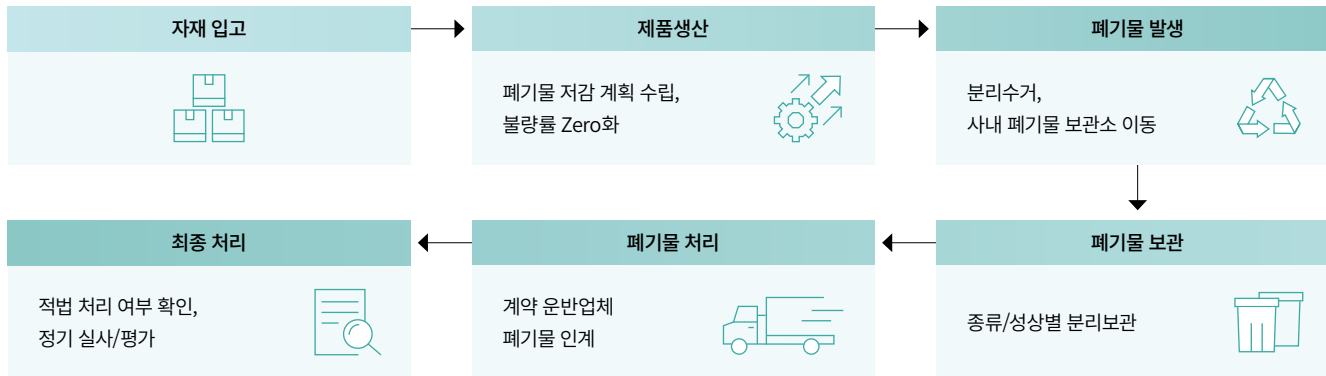 자재 입고
제품생산
폐기물 저감 계획 수립,
불량률 Zero화
폐기물 발생
분리수거,
사내 폐기물 보관소 이동
폐기물 보관
종류/성상별 분리보관
폐기물 처리
계약 운반업체
폐기물 인계
최종 처리
적법 처리 여부 확인,
정기 실사/평가